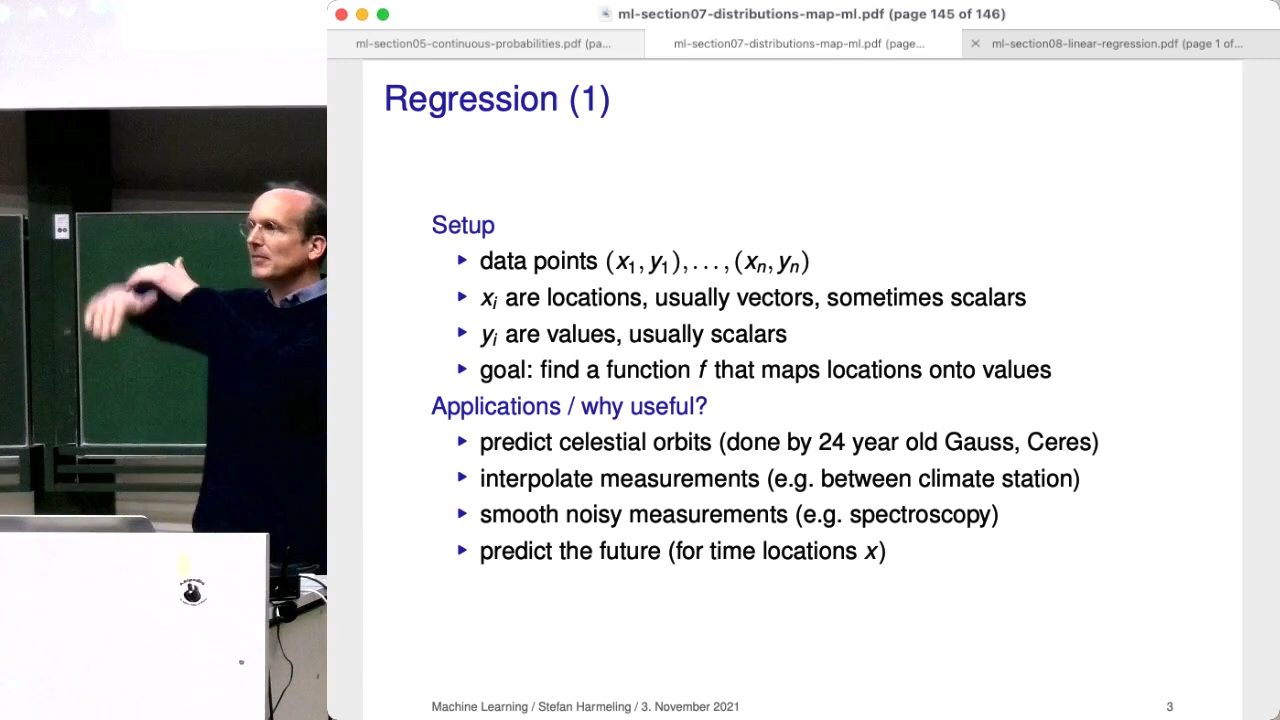 ml-section07-distributions-map-ml.pdf (page 145 of 146)
ml-section05-continuous-probabilities.pdf (pa...
ml-section07-distributions-map-ml.pdf (page...
ml-section08-linear-regression.pdf (page 1 of...
Regression (1)
Setup
data points (x₁, y₁), . . . , (xₙ, yₙ)
xᵢ are locations, usually vectors, sometimes scalars
yᵢ are values, usually scalars
goal: find a function f that maps locations onto values
Applications / why useful?
predict celestial orbits (done by 24 year old Gauss, Ceres)
interpolate measurements (e.g. between climate station)
smooth noisy measurements (e.g. spectroscopy)
predict the future (for time locations x)
Machine Learning / Stefan Harmeling / 3. November 2021
3